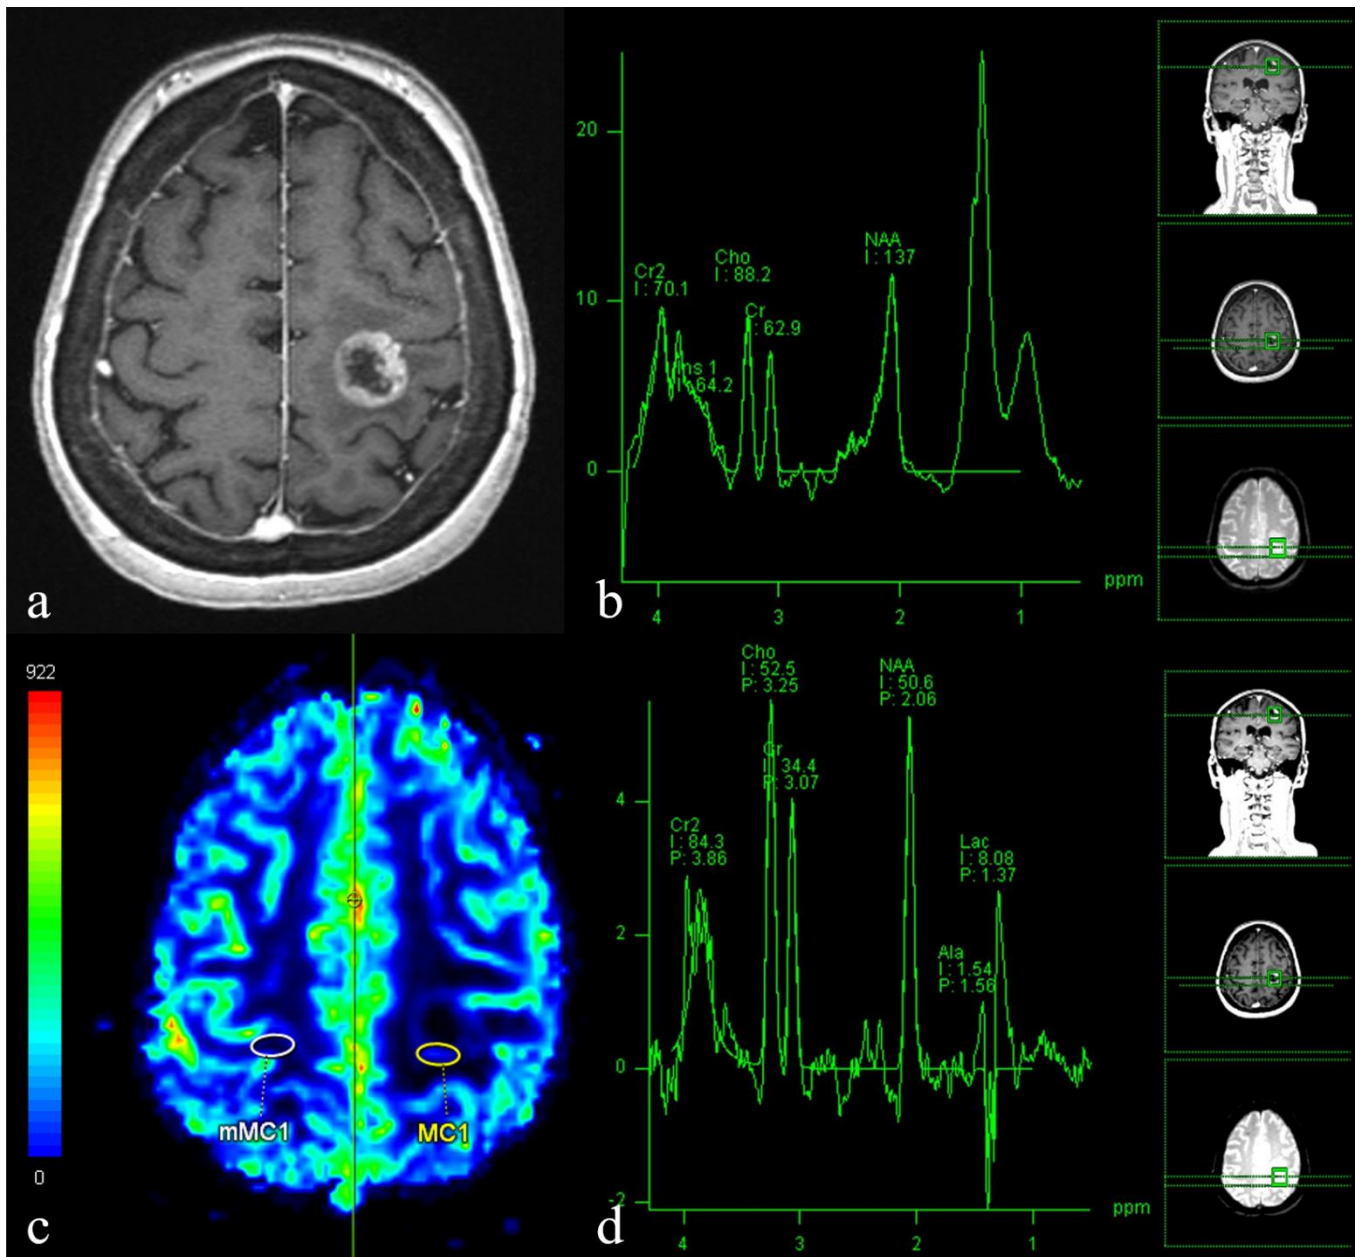 a
20
10
0
Cr2
I : 70.1
Cho
I : 88.2
Cr
: 62.9
ns 1
64.2
NAA
I : 137
ppm
4
3
2
1
b
922
0
mMC1
MC1
c
4
2
0
-2
Cho
I : 52.5
P: 3.25
Cr
34.4
P: 3.07
Cr2
I : 84.3
P: 3.86
NAA
I : 50.6
P: 2.06
Lac
I : 8.08
P: 1.37
Ala
I : 1.54
P: 1.56
ppm
4
3
2
1
d